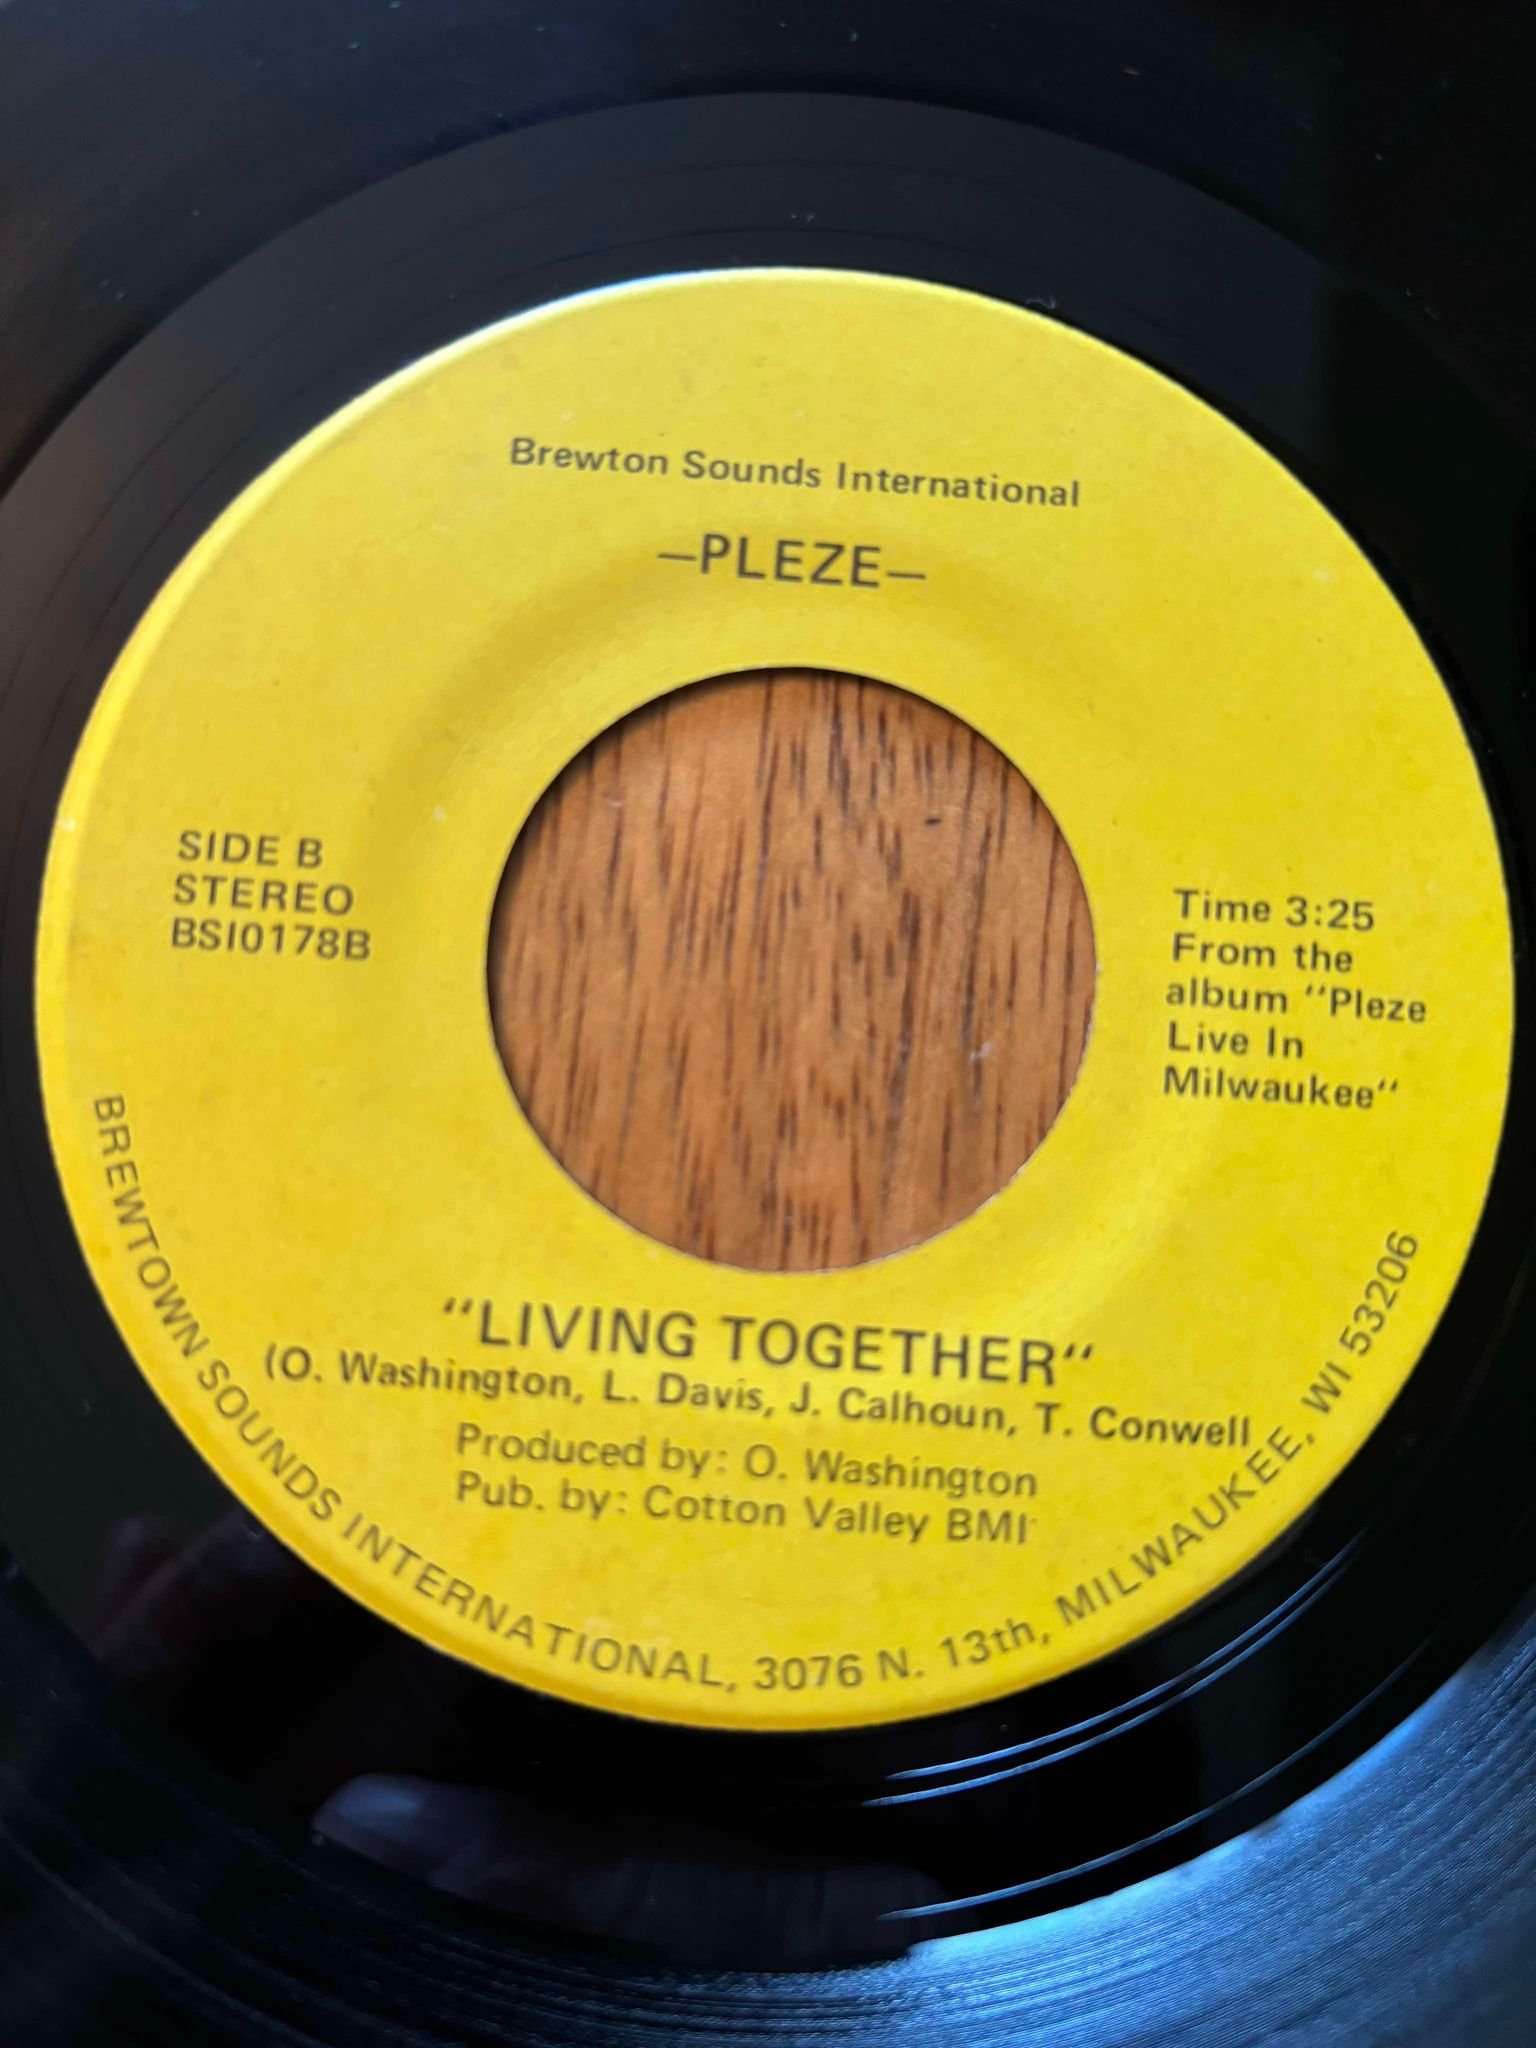 Brewton Sounds International
—PLEZE—
SIDE B
STEREO
BSI0178B
Time 3:25
From the
album "Pleze
Live In
Milwaukee"
"LIVING TOGETHER"
(O. Washington, L. Davis, J. Calhoun, T. Conwell
Produced by: O. Washington
Pub. by: Cotton Valley BMI
BREWTOWN SOUNDS INTERNATIONAL, 3076 N. 13th, MILWAUKEE, WI 53206